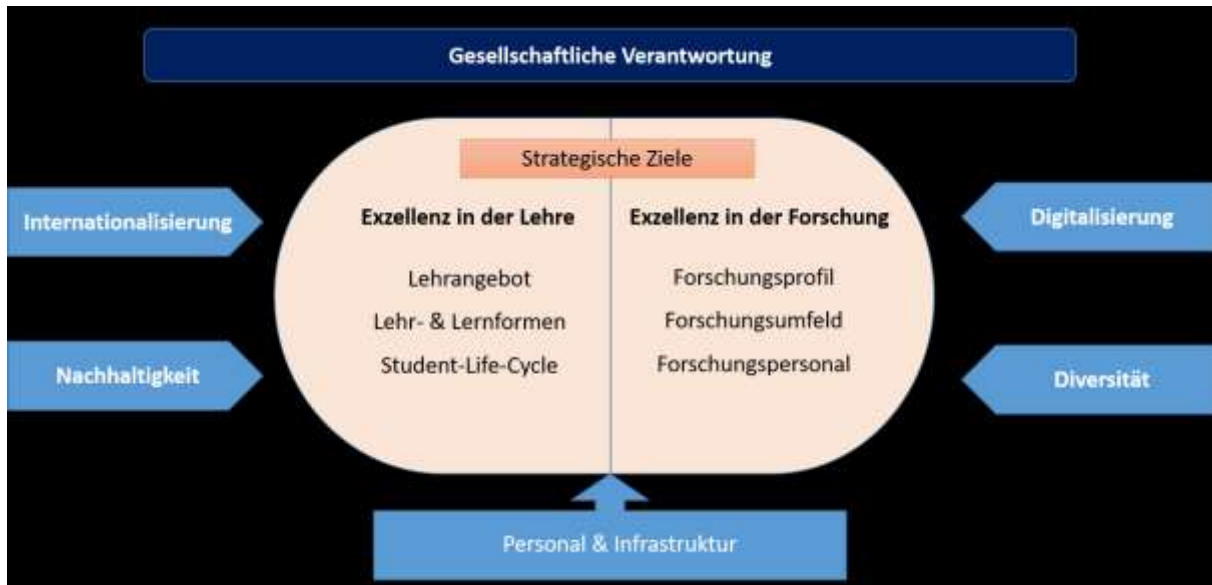 Gesellschaftliche Verantwortung
Strategische Ziele
Internationalisierung
Nachhaltigkeit
Exzellenz in der Lehre
Lehrangebot
Lehr- & Lernformen
Student-Life-Cycle
Exzellenz in der Forschung
Forschungsprofil
Forschungsumfeld
Forschungspersonal
Digitalisierung
Diversität
Personal & Infrastruktur